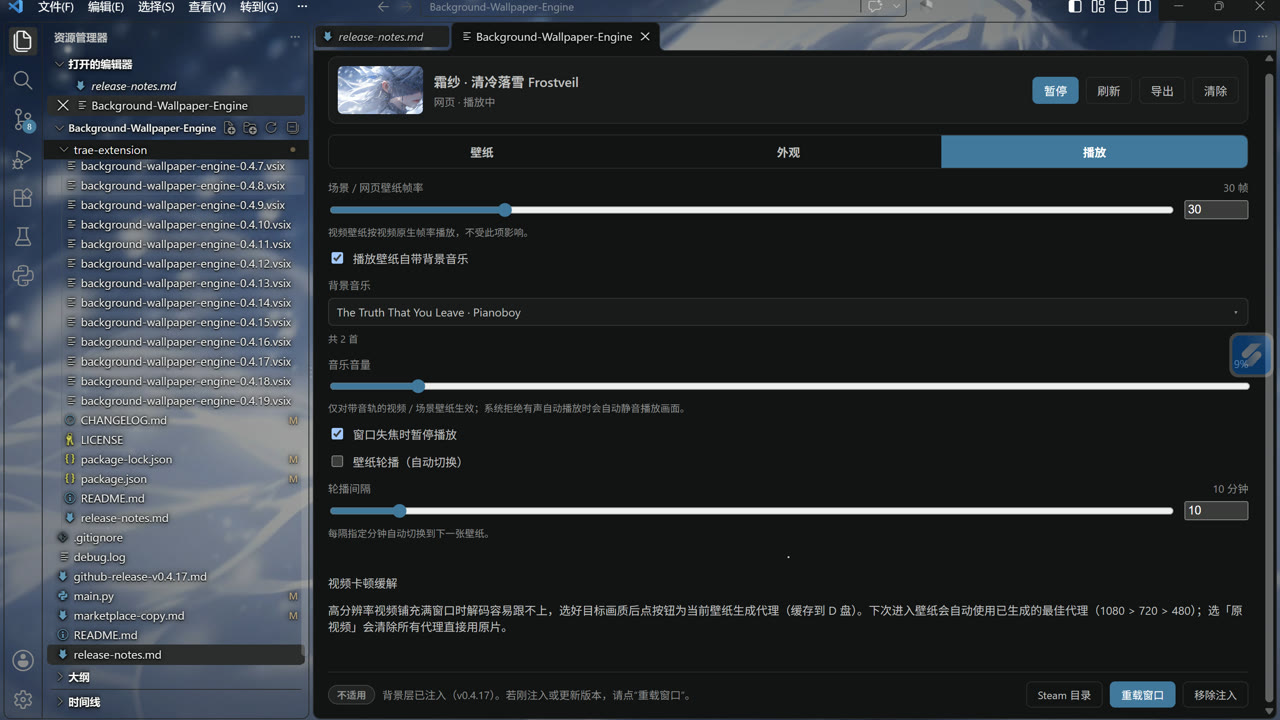 文件(F) 编辑(E) 选择(S) 查看(V) 转到(G) ··· Background-Wallpaper-Engine
资源管理器
打开的编辑器
release-notes.md
Background-Wallpaper-Engine
Background-Wallpaper-Engine
trae-extension
background-wallpaper-engine-0.4.7.vsix
background-wallpaper-engine-0.4.8.vsix
background-wallpaper-engine-0.4.9.vsix
background-wallpaper-engine-0.4.10.vsix
background-wallpaper-engine-0.4.11.vsix
background-wallpaper-engine-0.4.12.vsix
background-wallpaper-engine-0.4.13.vsix
background-wallpaper-engine-0.4.14.vsix
background-wallpaper-engine-0.4.15.vsix
background-wallpaper-engine-0.4.16.vsix
background-wallpaper-engine-0.4.17.vsix
background-wallpaper-engine-0.4.18.vsix
background-wallpaper-engine-0.4.19.vsix
CHANGELOG.md M
LICENSE
package-lock.json M
package.json M
README.md
release-notes.md
.gitignore
debug.log
github-release-v0.4.17.md
main.py M
marketplace-copy.md M
README.md
release-notes.md
大纲
时间线
8
release-notes.md Background-Wallpaper-Engine
霜纱 · 清冷落雪 Frostveil
网页 · 播放中
暂停 刷新 导出 清除
壁纸 外观 播放
场景 / 网页壁纸帧率 30 帧
30
视频壁纸按视频原生帧率播放，不受此项影响。
播放壁纸自带背景音乐
背景音乐
The Truth That You Leave · Pianoboy
共 2 首
9%
音乐音量
仅对带音轨的视频 / 场景壁纸生效；系统拒绝有声自动播放时会自动静音播放画面。
窗口失焦时暂停播放
壁纸轮播（自动切换）
轮播间隔 10 分钟
10
每隔指定分钟自动切换到下一张壁纸。
视频卡顿缓解
高分辨率视频铺充满窗口时解码容易跟不上，选好目标画质后点按钮为当前壁纸生成代理（缓存到 D 盘）。下次进入壁纸会自动使用已生成的最佳代理（1080 > 720 > 480）；选「原
视频」会清除所有代理直接用原片。
不适用 背景层已注入（v0.4.17）。若刚注入或更新版本，请点“重载窗口”。 Steam 目录 重载窗口 移除注入